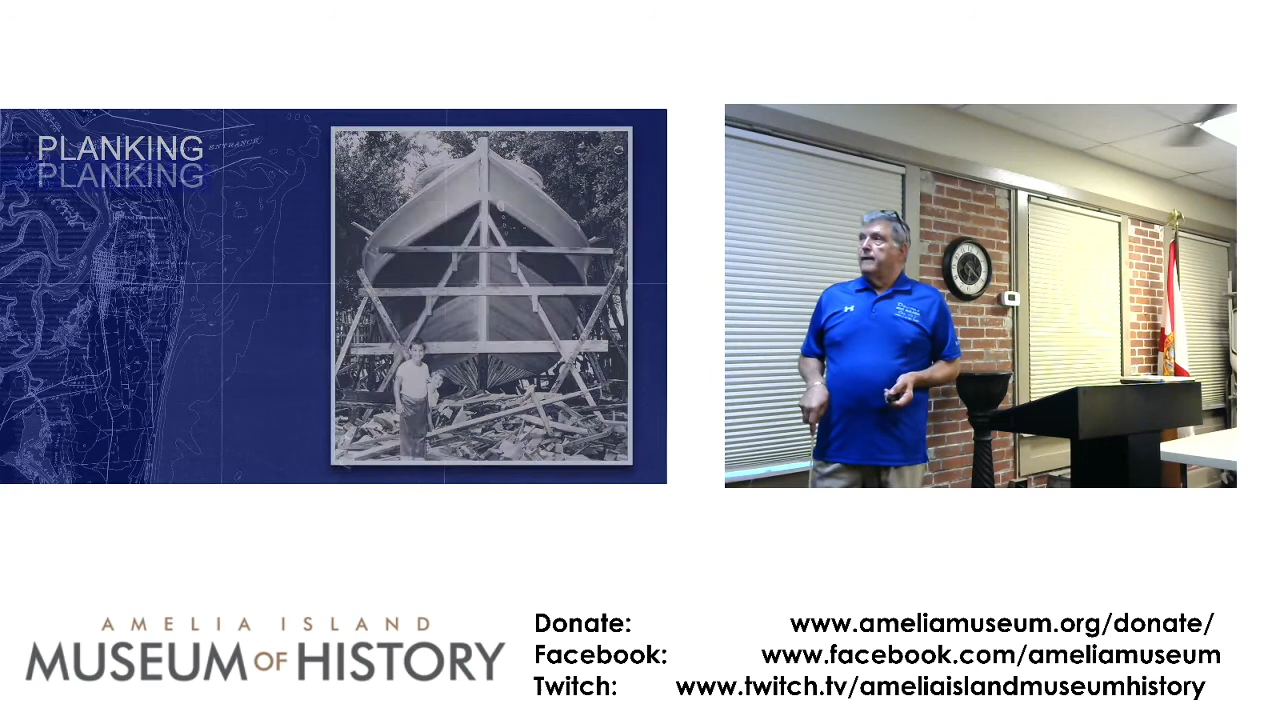 PLANKING
PLANKING
ENTRANCE
AMELIA ISLAND
MUSEUM OF HISTORY
Donate: www.ameliamuseum.org/donate/
Facebook: www.facebook.com/ameliamuseum
Twitch: www.twitch.tv/ameliaislandmuseumhistory